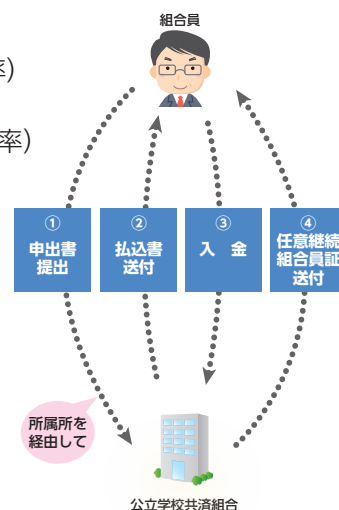 組合員
率)
率)
①
申出書
提出
②
払込書
送付
③
入 金
④
任意継続
組合員証
送付
所属所を
経由して
公立学校共済組合